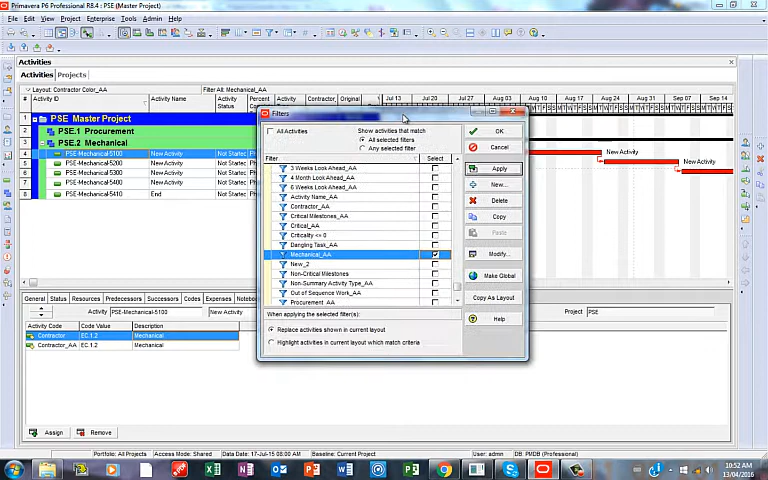 Primavera P6 Professional R8.4 : PSE (Master Project)
File Edit View Project Enterprise Tools Admin Help
Activities
Activities Projects
Layout: Contractor Color_AA Filter All: Mechanical_AA
# Activity ID Activity Name Activity Status Percent Activity Contractor_ Original
Jul 13 Jul 20 Aug 03 Aug 10 Aug 17 Aug 24 Aug 31 Sep 07 Sep 14
1 PSE Master Project
2 PSE.1 Procurement
3 PSE.2 Mechanical
4 PSE-Mechanical-5100 New Activity Not Started
5 PSE-Mechanical-5200 New Activity Not Started
6 PSE-Mechanical-5300 New Activity Not Started
7 PSE-Mechanical-5400 New Activity Not Started
8 PSE-Mechanical-5410 End Not Started
New Activity
New Activity
Filters
All Activities
Show activities that match
All selected filters
Any selected filter
Filter Select
3 Weeks Look Ahead_AA
4 Month Look Ahead_AA
6 Weeks Look Ahead_AA
Activity Name_AA
Contractor_AA
Critical Milestones_AA
Critical_AA
Criticality <= 0
Dangling Task_AA
Mechanical_AA
New_2
Non-Critical Milestones
Non-Summary Activity Type_AA
Out of Sequence Work_AA
Procurement_AA
When applying the selected filter(s)
Replace activities shown in current layout
Highlight activities in current layout which match criteria
OK
Cancel
Apply
New...
Delete
Copy
Paste
Modify...
Make Global
Copy As Layout
Help
General Status Resources Predecessors Successors Codes Expenses
Activity PSE-Mechanical-5100 New Activity Project PSE
Activity Code Code Value Description
Contractor EC.1.2 Mechanical
Contractor_AA EC.1.2 Mechanical
Assign Remove
Portfolio: All Projects Access Mode: Shared Data Date: 17-Jul-15 08:00 AM Baseline: Current Project User: admin DB: PMDB (Professional)
10:52 AM
13/04/2016